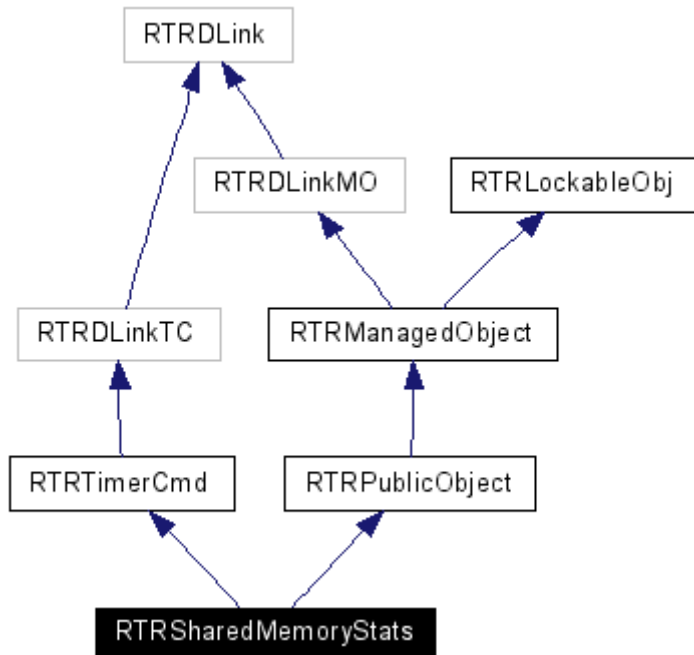 RTRDLink
RTRDLinkMO
RTRLockableObj
RTRDLinkTC
RTRManagedObject
RTRTimerCmd
RTRPublicObject
RTRSharedMemoryStats